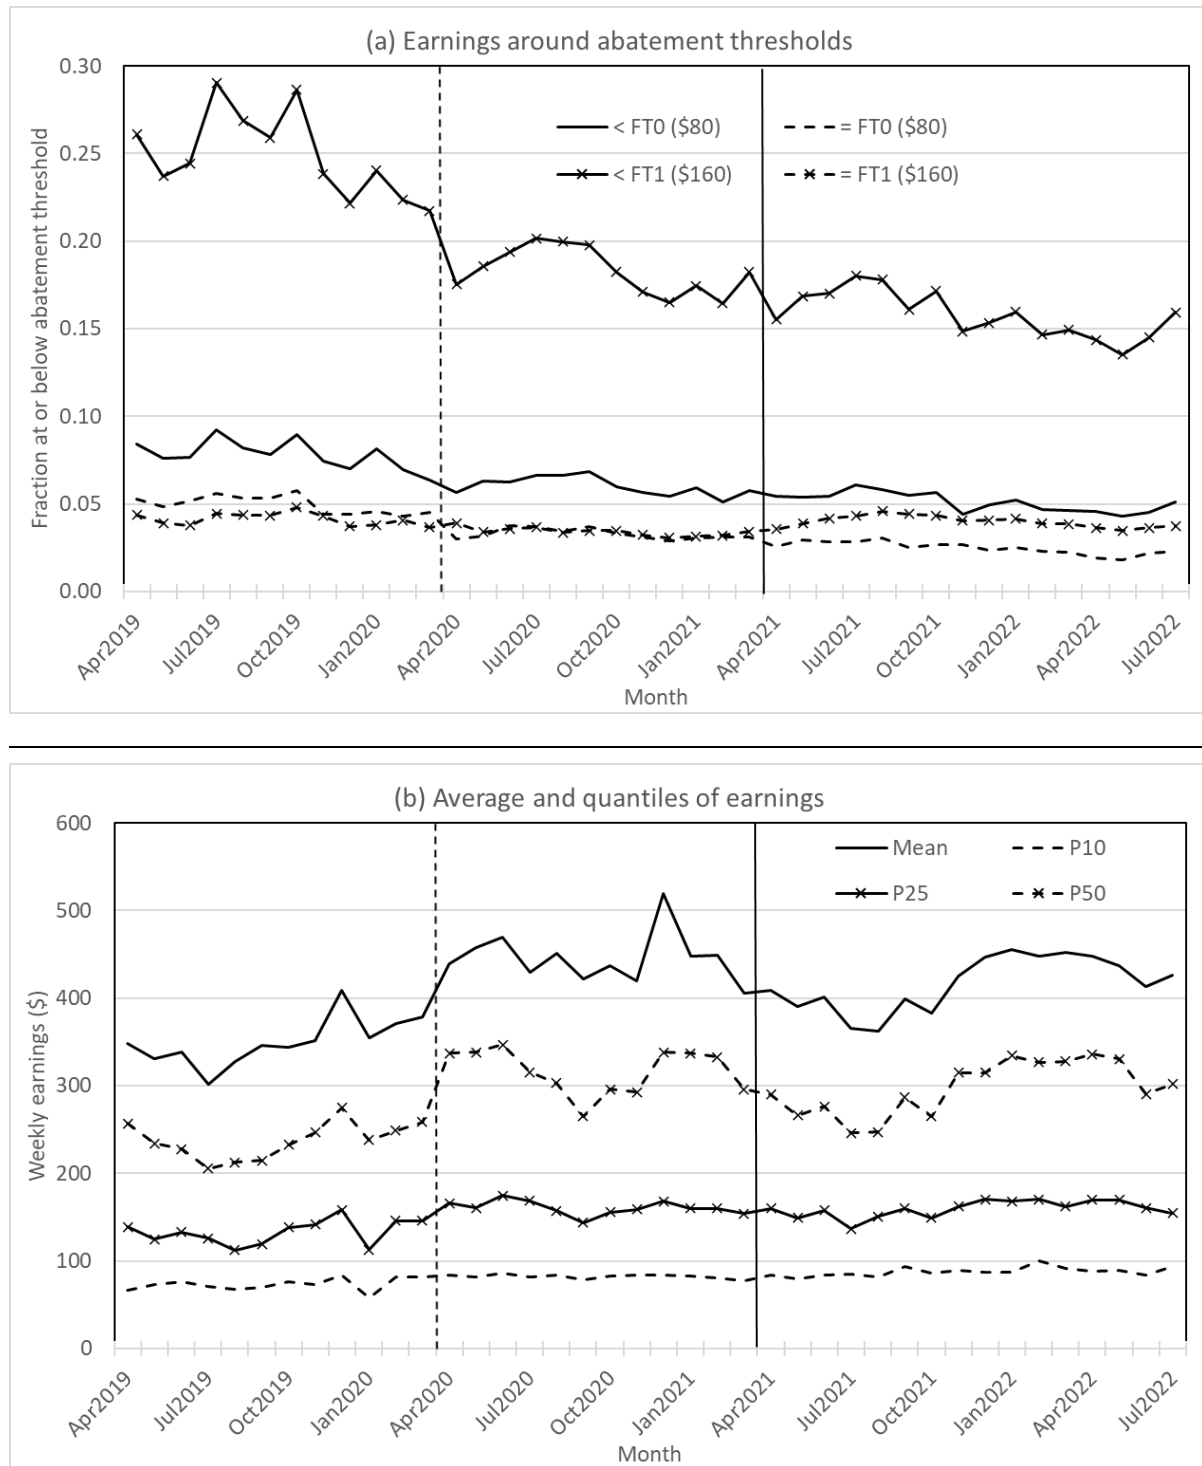 (a) Earnings around abatement thresholds
0.30
0.25
0.20
0.15
0.10
0.05
0.00
Fraction at or below abatement threshold
< FT0 ($80)
= FT0 ($80)
< FT1 ($160)
= FT1 ($160)
Apr2019
Jul2019
Oct2019
Jan2020
Apr2020
Jul2020
Oct2020
Jan2021
Apr2021
Jul2021
Oct2021
Jan2022
Apr2022
Jul2022
Month
(b) Average and quantiles of earnings
600
500
400
300
200
100
0
Weekly earnings ($)
Mean
P10
P25
P50
Apr2019
Jul2019
Oct2019
Jan2020
Apr2020
Jul2020
Oct2020
Jan2021
Apr2021
Jul2021
Oct2021
Jan2022
Apr2022
Jul2022
Month